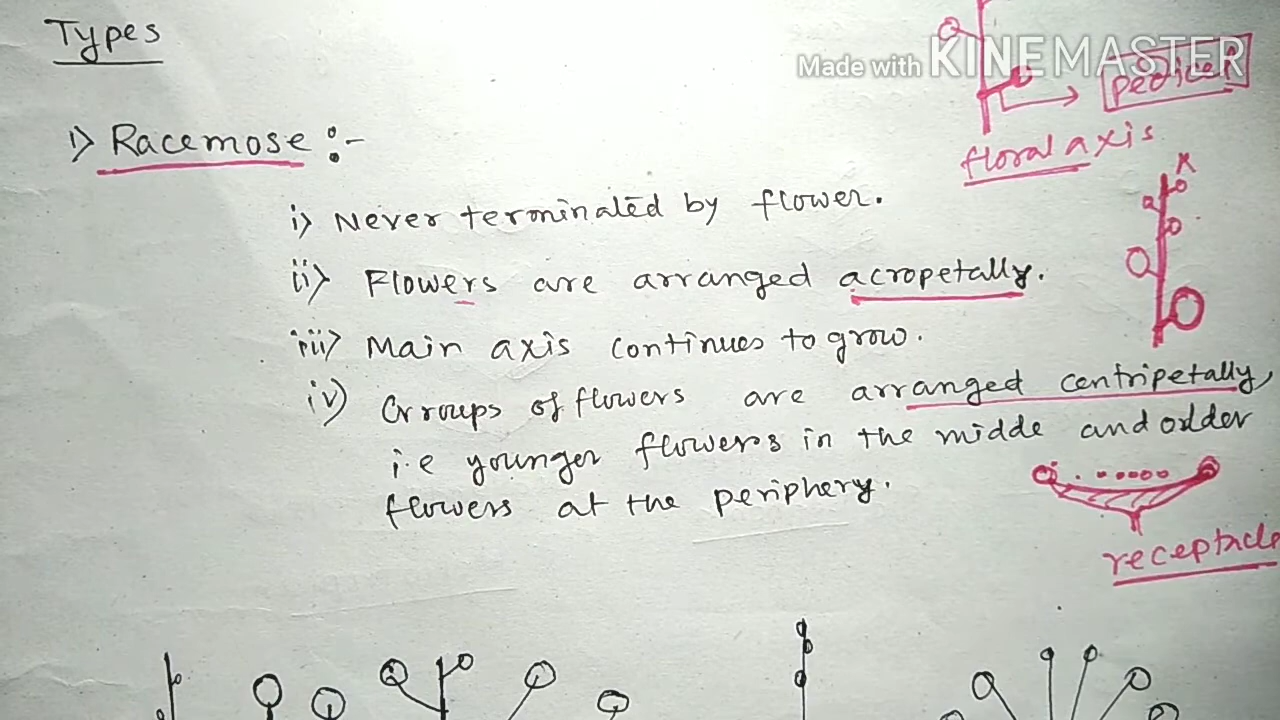 Types
Made with KINEMASTER
pedicel
1) Racemose :-
floral axis
i) Never terminated by flower.
ii) Flowers are arranged acropetally.
iii) Main axis continues to grow.
iv) Groups of flowers are arranged centripetally,
i.e younger flowers in the midde and odder
flowers at the periphery.
receptacle